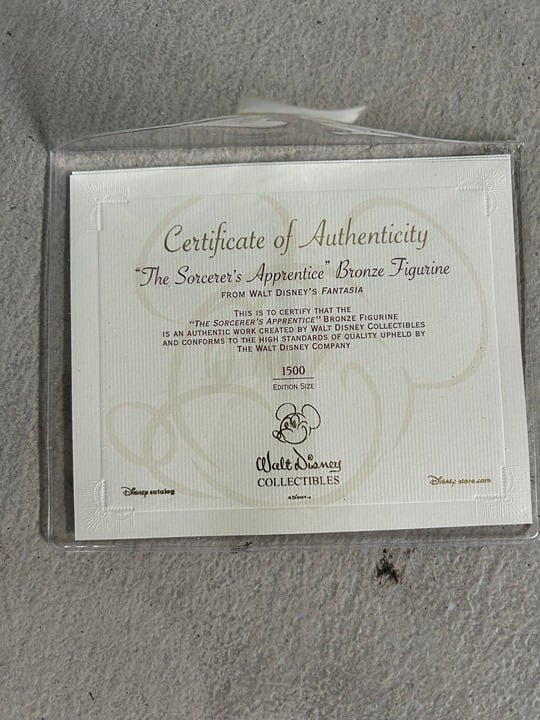 Certificate of Authenticity
"The Sorcerer's Apprentice" Bronze Figurine
FROM WALT DISNEY'S FANTASIA
THIS IS TO CERTIFY THAT THE
"THE SORCERER'S APPRENTICE" BRONZE FIGURINE
IS AN AUTHENTIC WORK CREATED BY WALT DISNEY COLLECTIBLES
AND CONFORMS TO THE HIGH STANDARDS OF QUALITY UPHELD BY
THE WALT DISNEY COMPANY
1500
EDITION SIZE
Walt Disney
COLLECTIBLES
© Disney
Disney catalog
Disney store.com